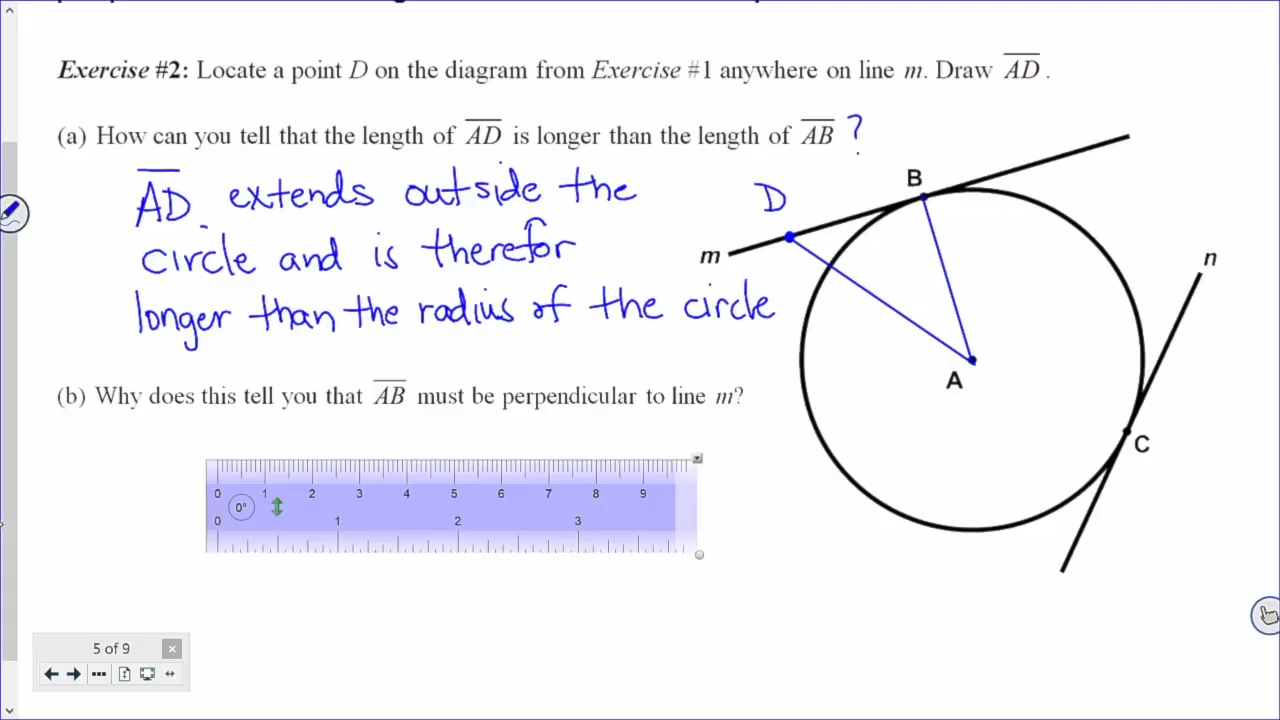 Exercise #2: Locate a point D on the diagram from Exercise #1 anywhere on line m. Draw AD.
(a) How can you tell that the length of AD is longer than the length of AB ?
AD extends outside the
circle and is therefor
longer than the radius of the circle
D
B
m
n
A
C
(b) Why does this tell you that AB must be perpendicular to line m?
0 1 2 3 4 5 6 7 8 9
0°
0 1 2 3
5 of 9